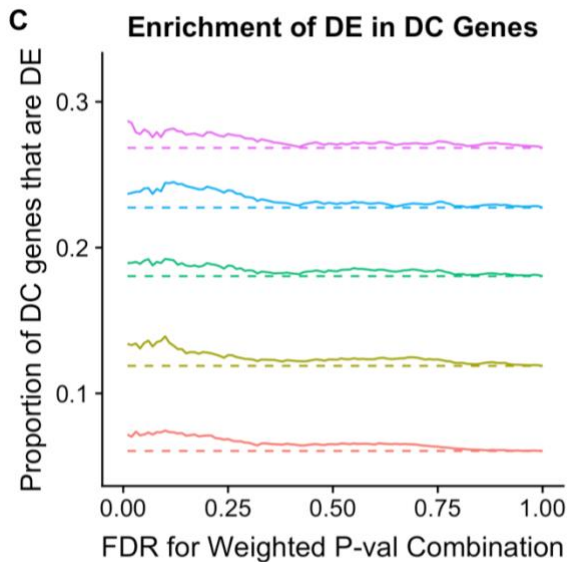 C
Enrichment of DE in DC Genes
Proportion of DC genes that are DE
0.3
0.2
0.1
0.00 0.25 0.50 0.75 1.00
FDR for Weighted P-val Combination